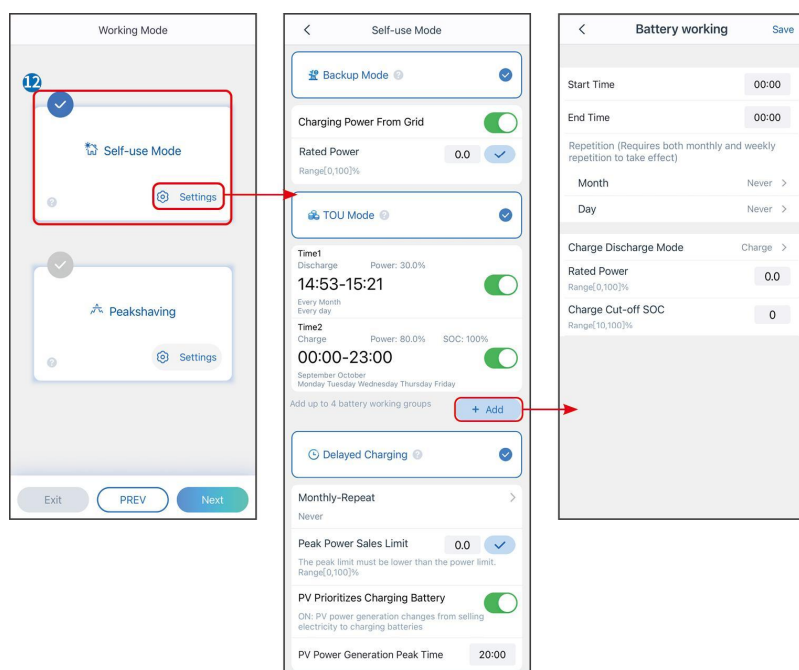 Working Mode
12
Self-use Mode
Settings
Peakshaving
Settings
Exit
PREV
Next
Self-use Mode
Backup Mode
Charging Power From Grid
Rated Power
0.0
Range[0,100]%
TOU Mode
Time1
Discharge Power: 30.0%
14:53-15:21
Every Month
Every day
Time2
Charge Power: 80.0% SOC: 100%
00:00-23:00
September October
Monday Tuesday Wednesday Thursday Friday
Add up to 4 battery working groups
+ Add
Delayed Charging
Monthly-Repeat
Never
Peak Power Sales Limit
0.0
The peak limit must be lower than the power limit.
Range[0,100]%
PV Prioritizes Charging Battery
ON: PV power generation changes from selling
electricity to charging batteries
PV Power Generation Peak Time 20:00
Battery working Save
Start Time 00:00
End Time 00:00
Repetition (Requires both monthly and weekly
repetition to take effect)
Month Never >
Day Never >
Charge Discharge Mode Charge >
Rated Power
0.0
Range[0,100]%
Charge Cut-off SOC
0
Range[10,100]%